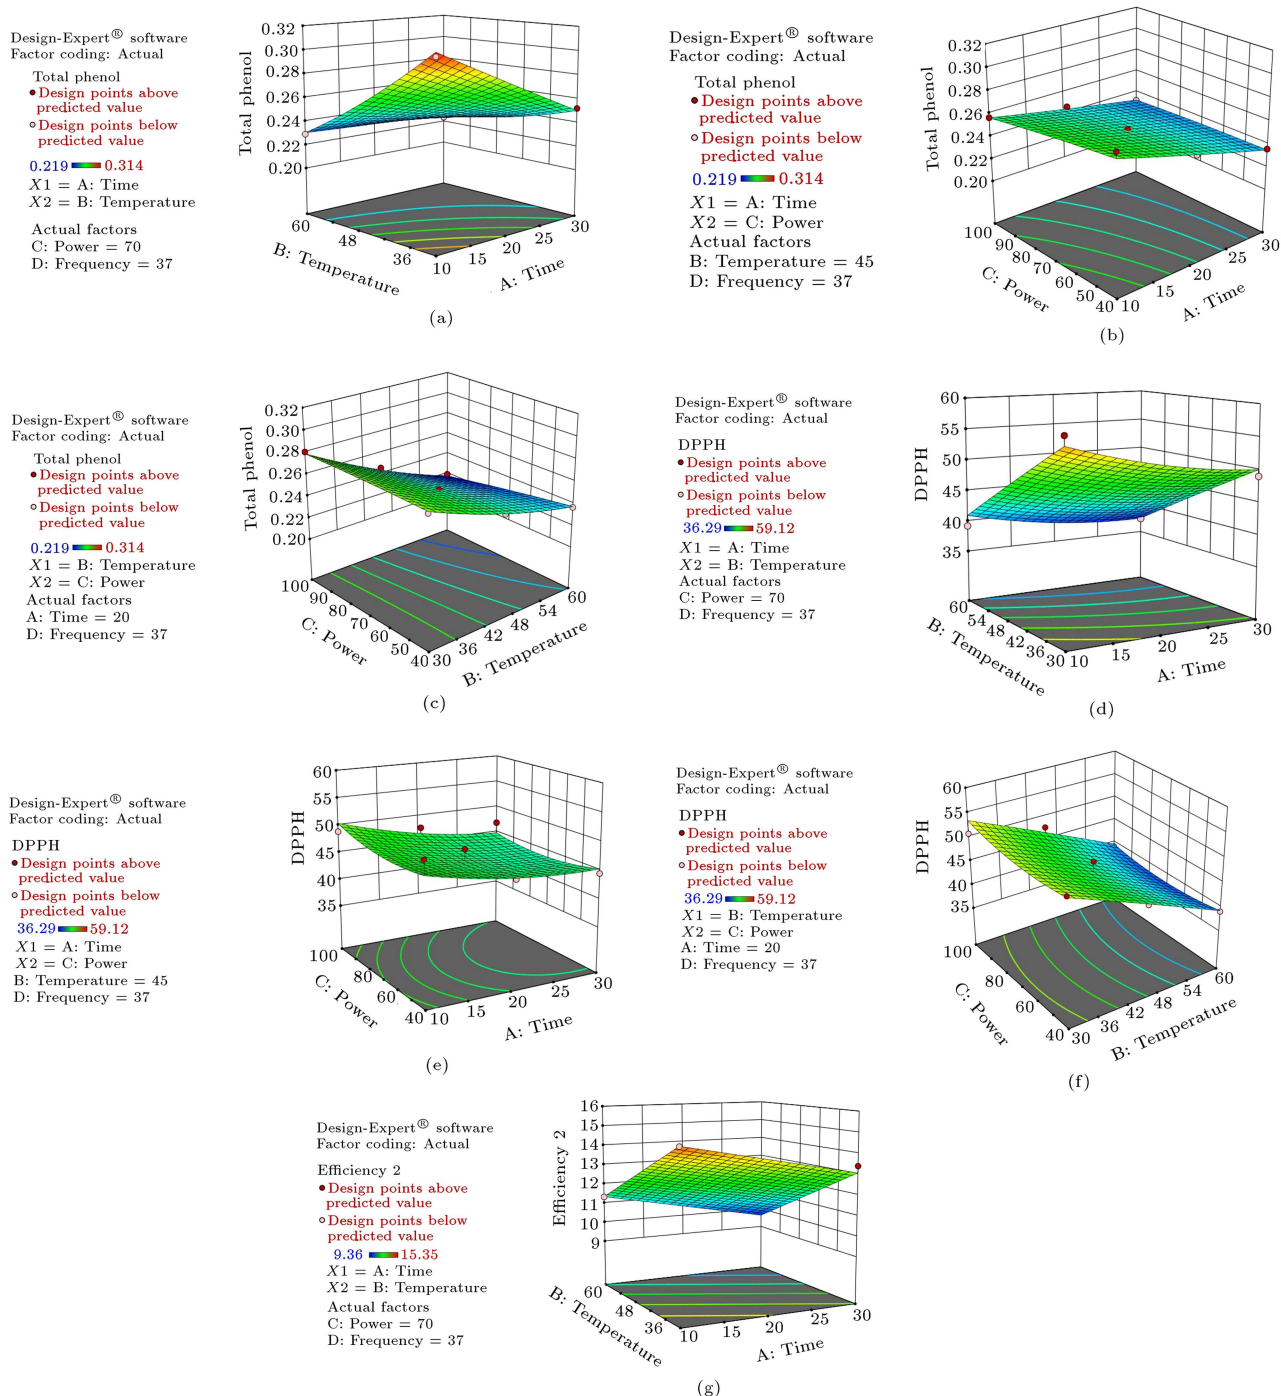 Design-Expert® software
Factor coding: Actual
Total phenol
Design points above
predicted value
Design points below
predicted value
0.219 0.314
X1 = A: Time
X2 = B: Temperature
Actual factors
C: Power = 70
D: Frequency = 37
Total phenol
0.32
0.30
0.28
0.26
0.24
0.22
0.20
60
48
36
10
15
20
25
30
B: Temperature
A: Time
(a)
Design-Expert® software
Factor coding: Actual
Total phenol
Design points above
predicted value
Design points below
predicted value
0.219 0.314
X1 = A: Time
X2 = C: Power
Actual factors
B: Temperature = 45
D: Frequency = 37
Total phenol
0.32
0.30
0.28
0.26
0.24
0.22
0.20
100
90
80
70
60
50
40
10
15
20
25
30
C: Power
A: Time
(b)
Design-Expert® software
Factor coding: Actual
Total phenol
Design points above
predicted value
Design points below
predicted value
0.219 0.314
X1 = B: Temperature
X2 = C: Power
Actual factors
A: Time = 20
D: Frequency = 37
Total phenol
0.32
0.30
0.28
0.26
0.24
0.22
0.20
100
90
80
70
60
50
40
30
36
42
48
54
60
C: Power
B: Temperature
(c)
Design-Expert® software
Factor coding: Actual
DPPH
Design points above
predicted value
Design points below
predicted value
36.29 59.12
X1 = A: Time
X2 = B: Temperature
Actual factors
C: Power = 70
D: Frequency = 37
DPPH
60
55
50
45
40
35
60
54
48
42
36
30
10
15
20
25
30
B: Temperature
A: Time
(d)
Design-Expert® software
Factor coding: Actual
DPPH
Design points above
predicted value
Design points below
predicted value
36.29 59.12
X1 = A: Time
X2 = C: Power
B: Temperature = 45
D: Frequency = 37
DPPH
60
55
50
45
40
35
100
80
60
40
10
15
20
25
30
C: Power
A: Time
(e)
Design-Expert® software
Factor coding: Actual
DPPH
Design points above
predicted value
Design points below
predicted value
36.29 59.12
X1 = B: Temperature
X2 = C: Power
A: Time = 20
D: Frequency = 37
DPPH
60
55
50
45
40
35
100
80
60
40
30
36
42
48
54
60
C: Power
B: Temperature
(f)
Design-Expert® software
Factor coding: Actual
Efficiency 2
Design points above
predicted value
Design points below
predicted value
9.36 15.35
X1 = A: Time
X2 = B: Temperature
Actual factors
C: Power = 70
D: Frequency = 37
Efficiency 2
16
15
14
13
12
11
10
9
60
48
36
10
15
20
25
30
B: Temperature
A: Time
(g)